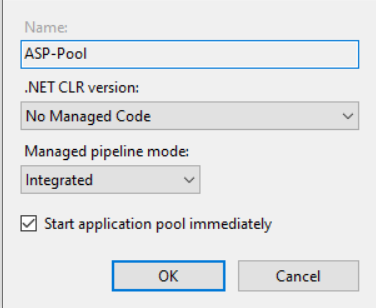 Name:
ASP-Pool
.NET CLR version:
No Managed Code
Managed pipeline mode:
Integrated
Start application pool immediately
OK
Cancel